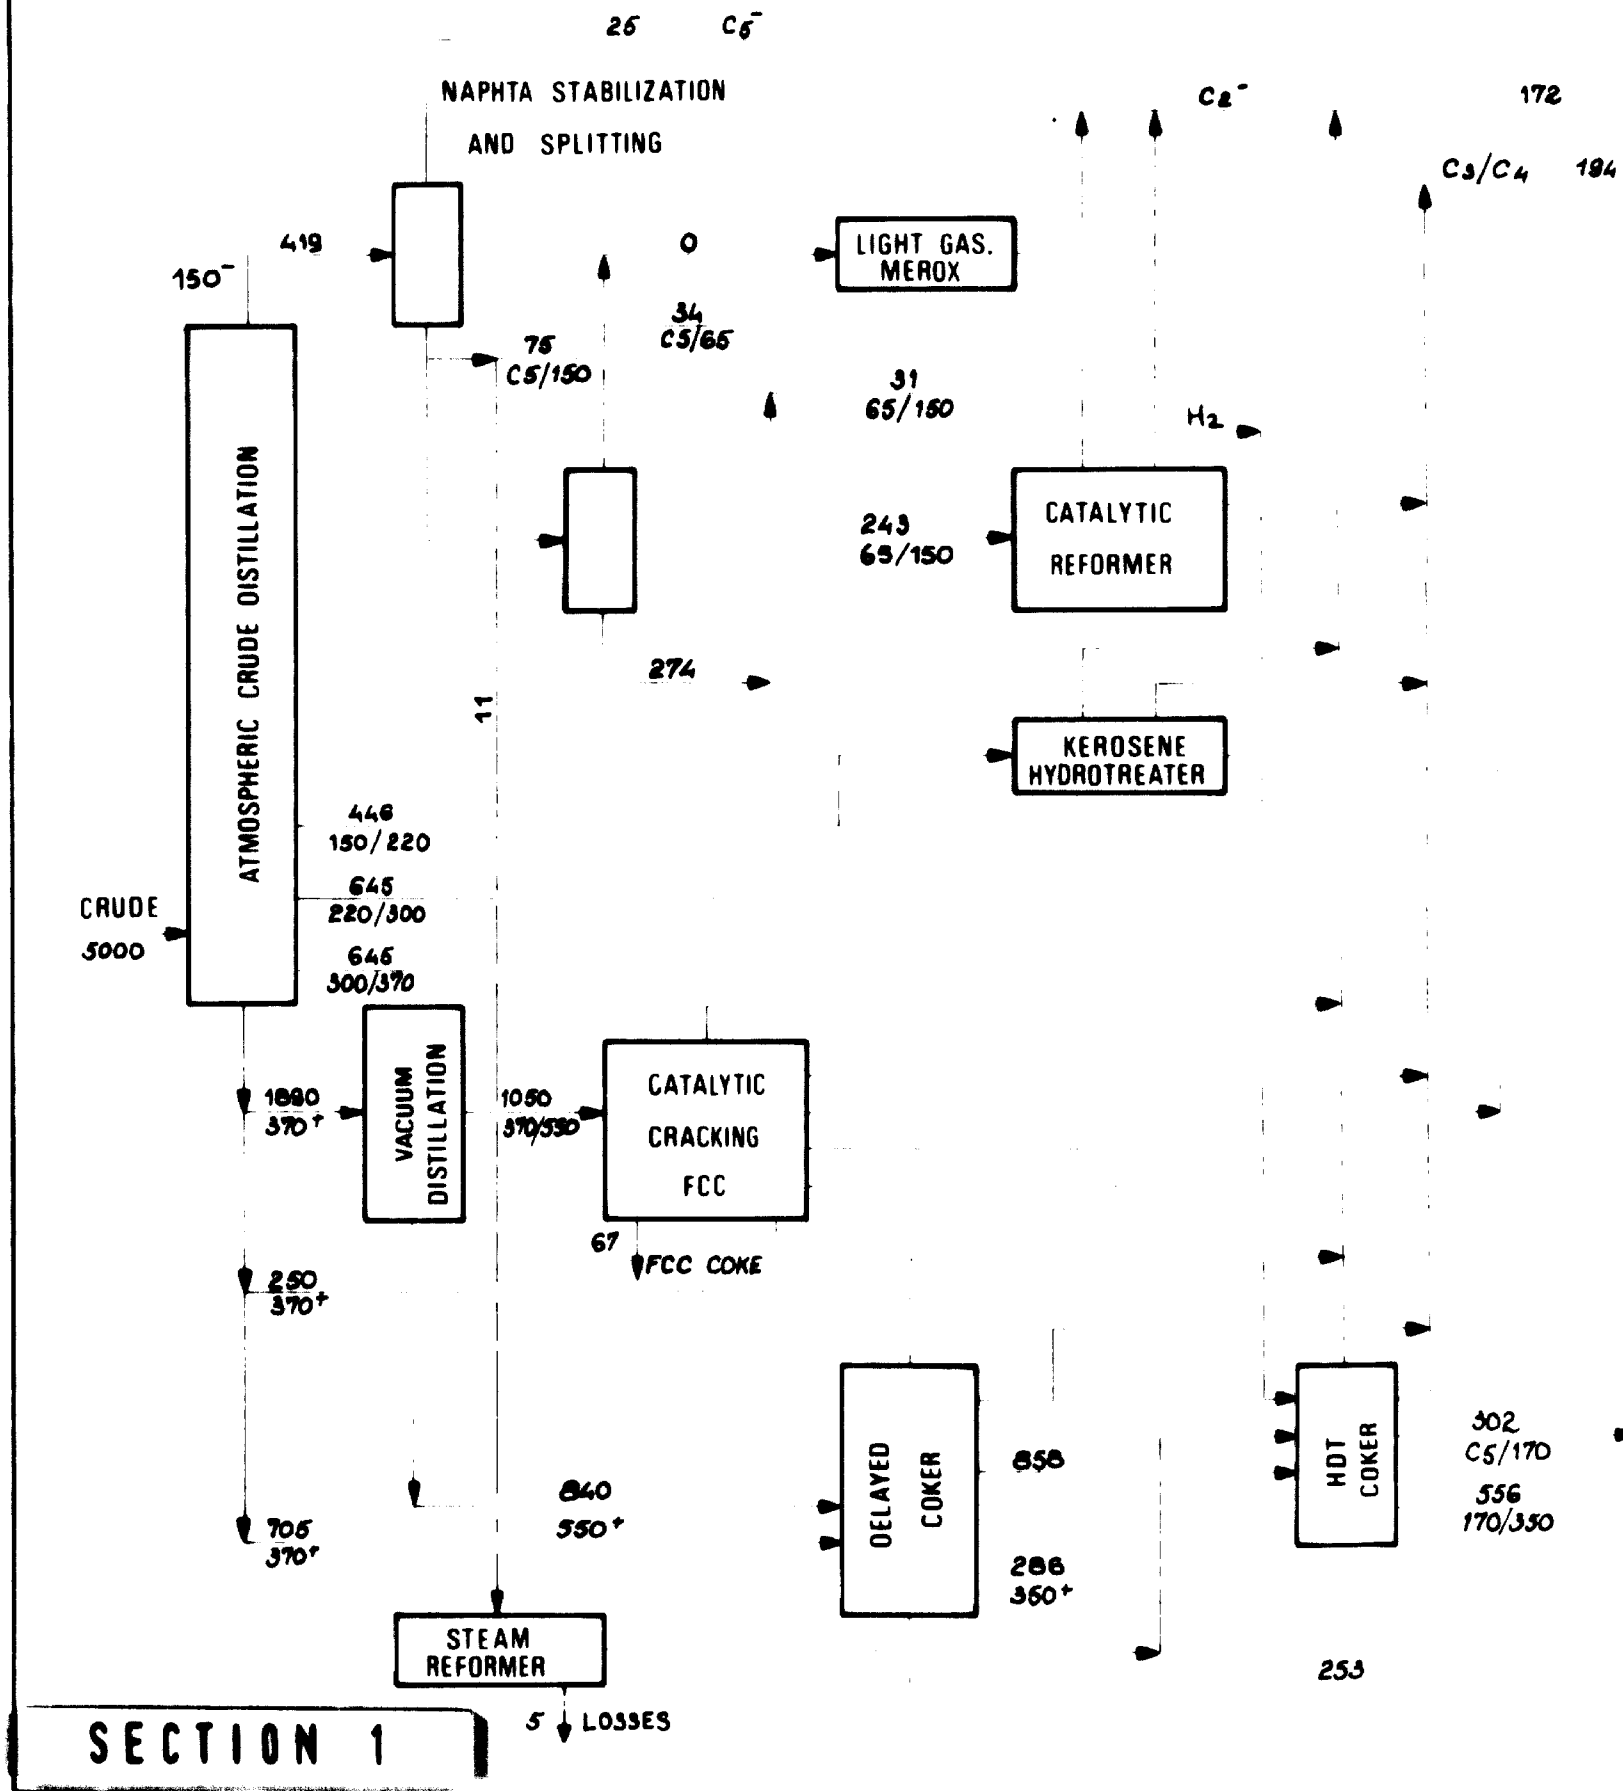 25 C5-
NAPHTA STABILIZATION
AND SPLITTING
C2-
172
C3/C4 194
419
150-
0
LIGHT GAS.
MEROX
34
C5/65
75
C5/150
31
65/150
H2
ATMOSPHERIC CRUDE DISTILLATION
243
65/150
CATALYTIC
REFORMER
274
11
KEROSENE
HYDROTREATER
446
150/220
645
220/300
CRUDE
5000
645
300/370
VACUUM
DISTILLATION
1890
370+
1050
370/550
CATALYTIC
CRACKING
FCC
67
FCC COKE
250
370+
DELAYED
COKER
858
HDT
COKER
302
C5/170
556
170/350
840
550+
705
370+
286
350+
STEAM
REFORMER
253
5 LOSSES
SECTION 1